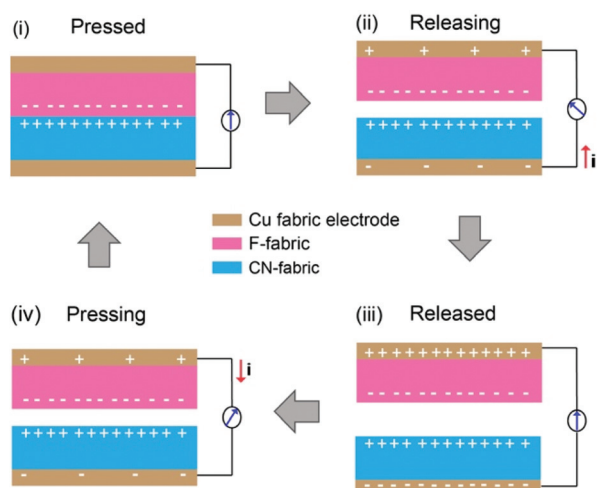 (i) Pressed
(ii) Releasing
i
Cu fabric electrode
F-fabric
CN-fabric
(iv) Pressing
i
(iii) Released